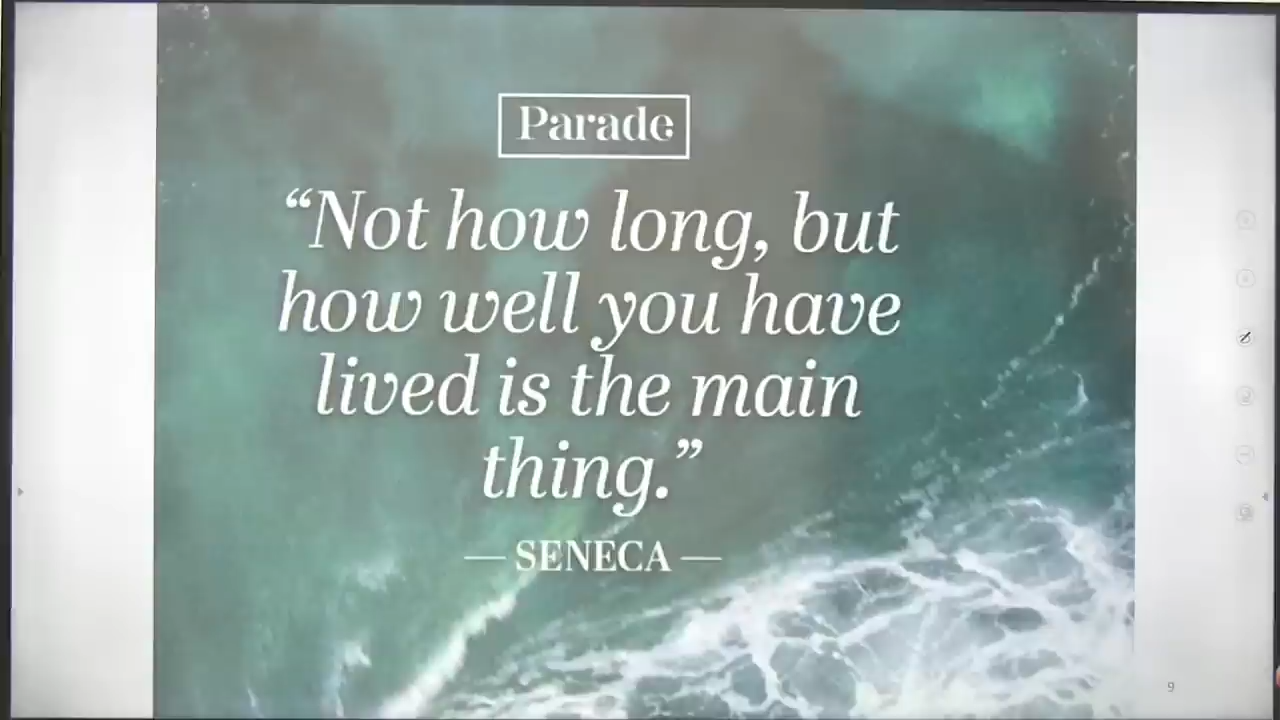 Parade
“Not how long, but
how well you have
lived is the main
thing.”
— SENECA —
9